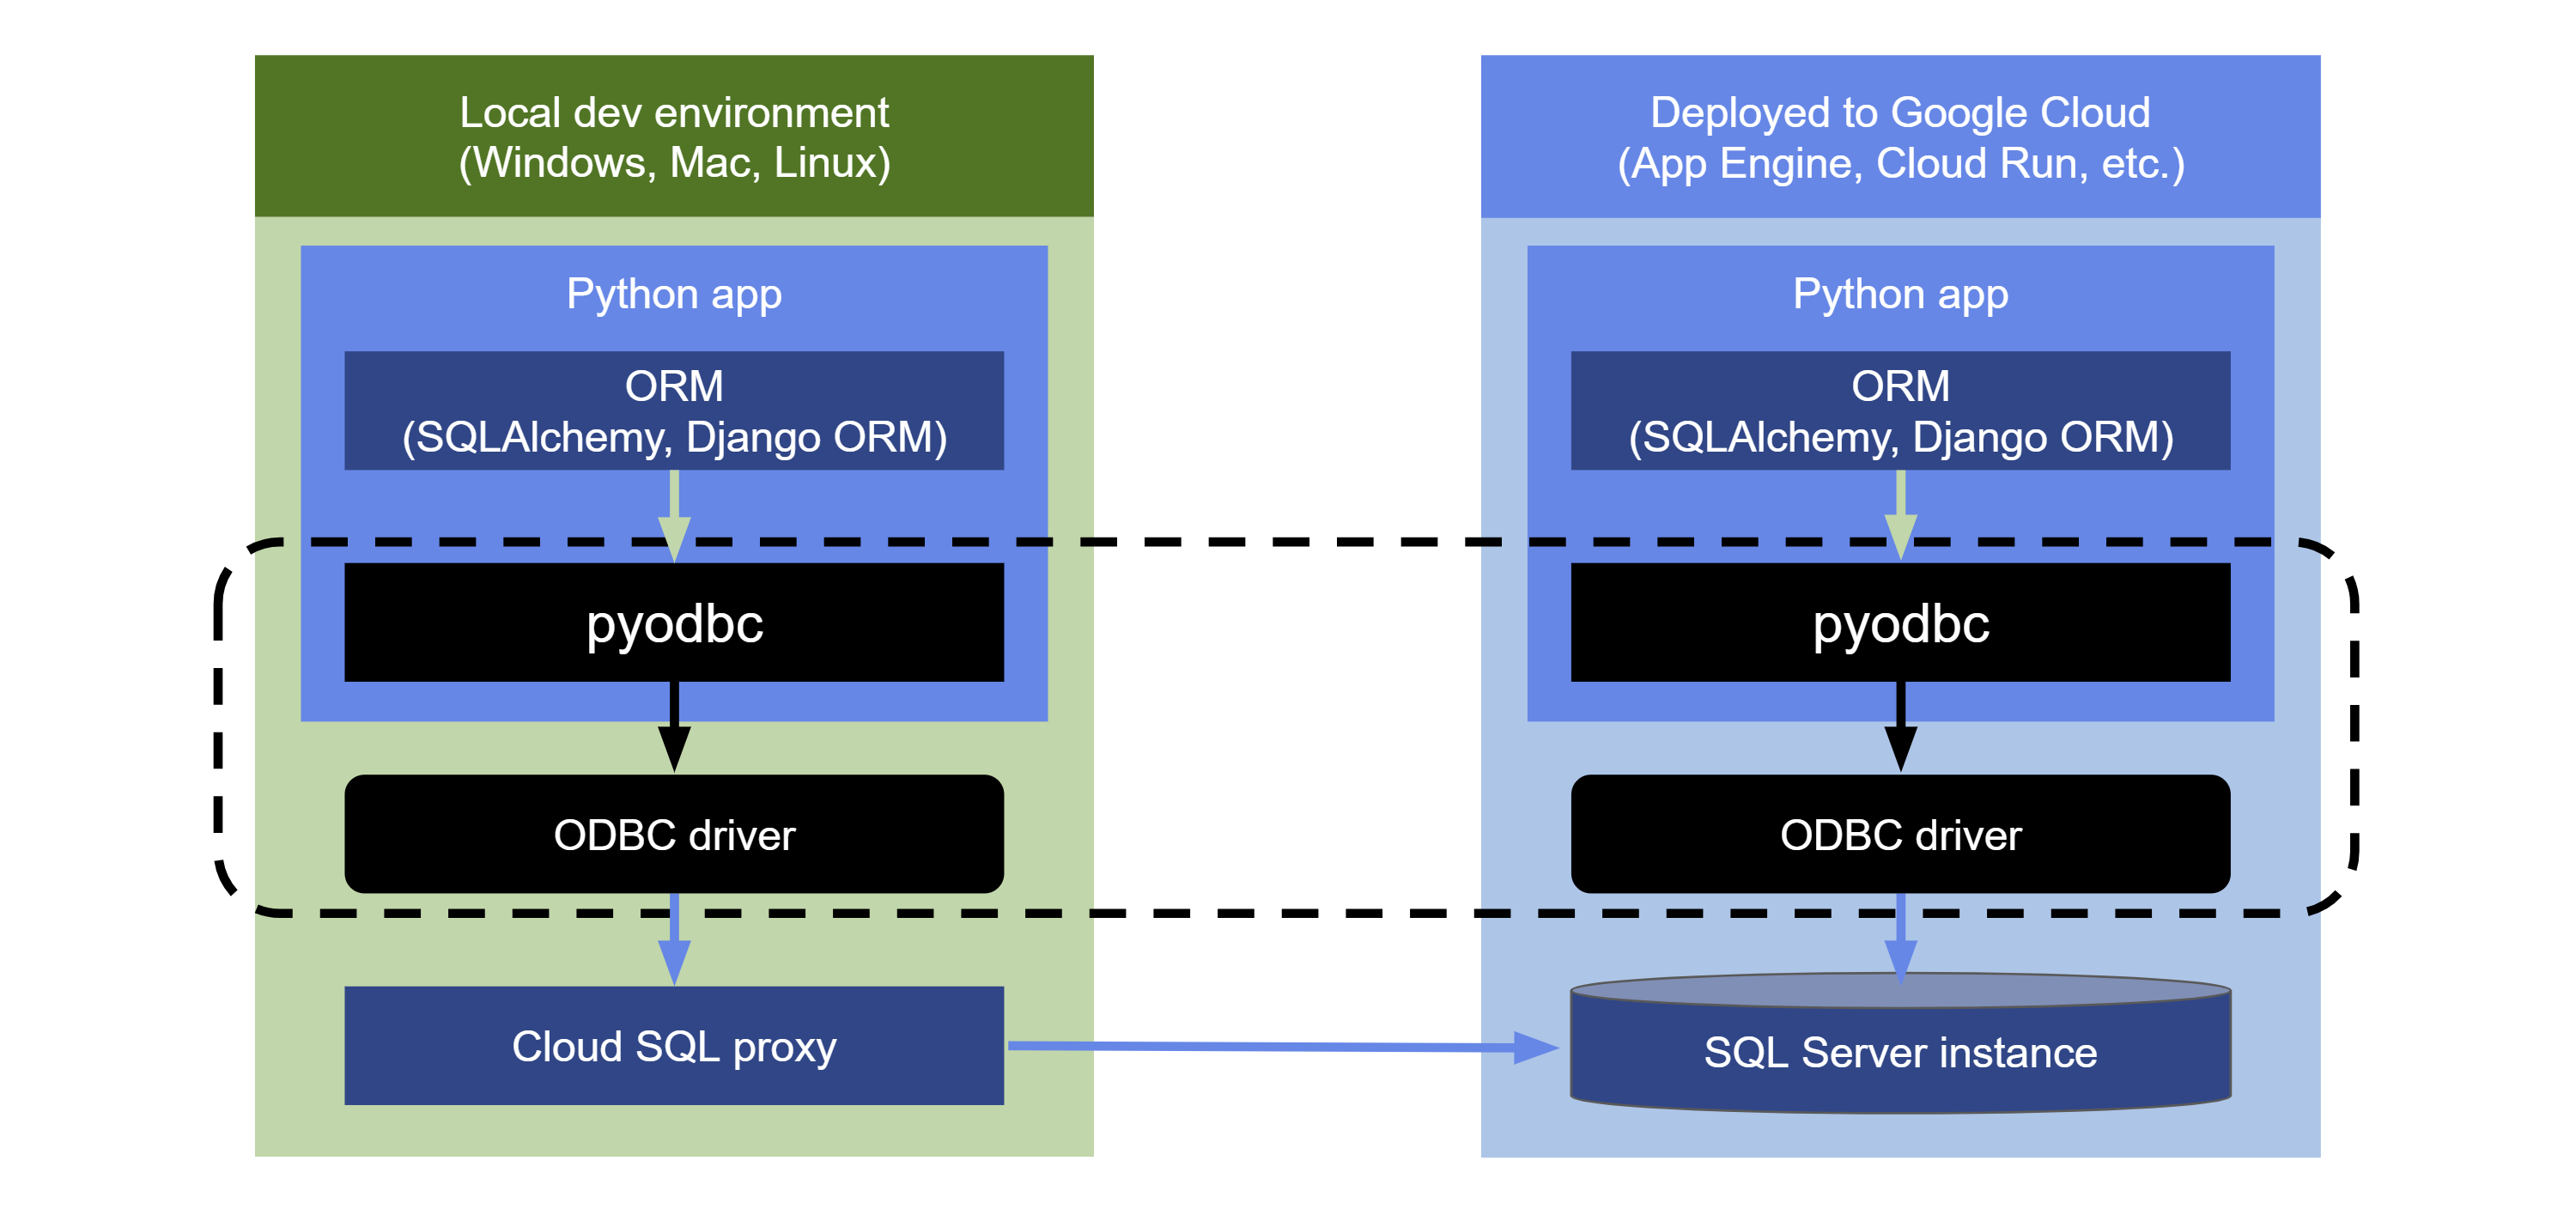 Local dev environment
(Windows, Mac, Linux)
Python app
ORM
(SQLAlchemy, Django ORM)
pyodbc
ODBC driver
Cloud SQL proxy
Deployed to Google Cloud
(App Engine, Cloud Run, etc.)
Python app
ORM
(SQLAlchemy, Django ORM)
pyodbc
ODBC driver
SQL Server instance